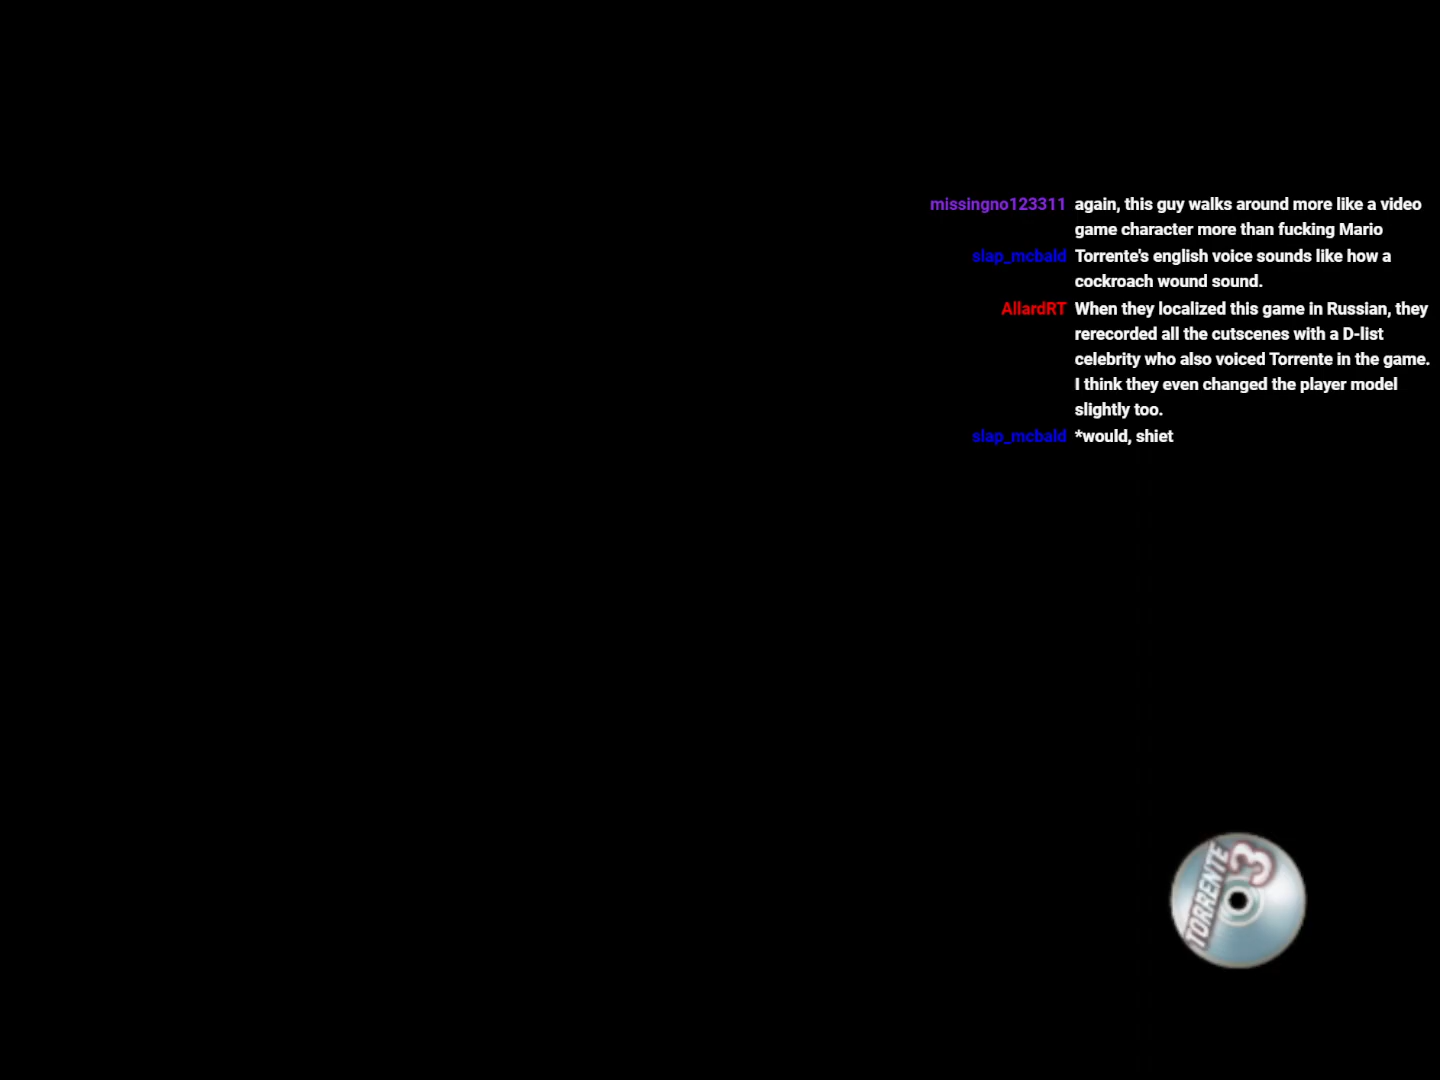 missingno123311 again, this guy walks around more like a video
game character more than fucking Mario
slap_mcbald Torrente's english voice sounds like how a
cockroach wound sound.
AllardRT When they localized this game in Russian, they
rerecorded all the cutscenes with a D-list
celebrity who also voiced Torrente in the game.
I think they even changed the player model
slightly too.
slap_mcbald *would, shiet
TORRENTE
3